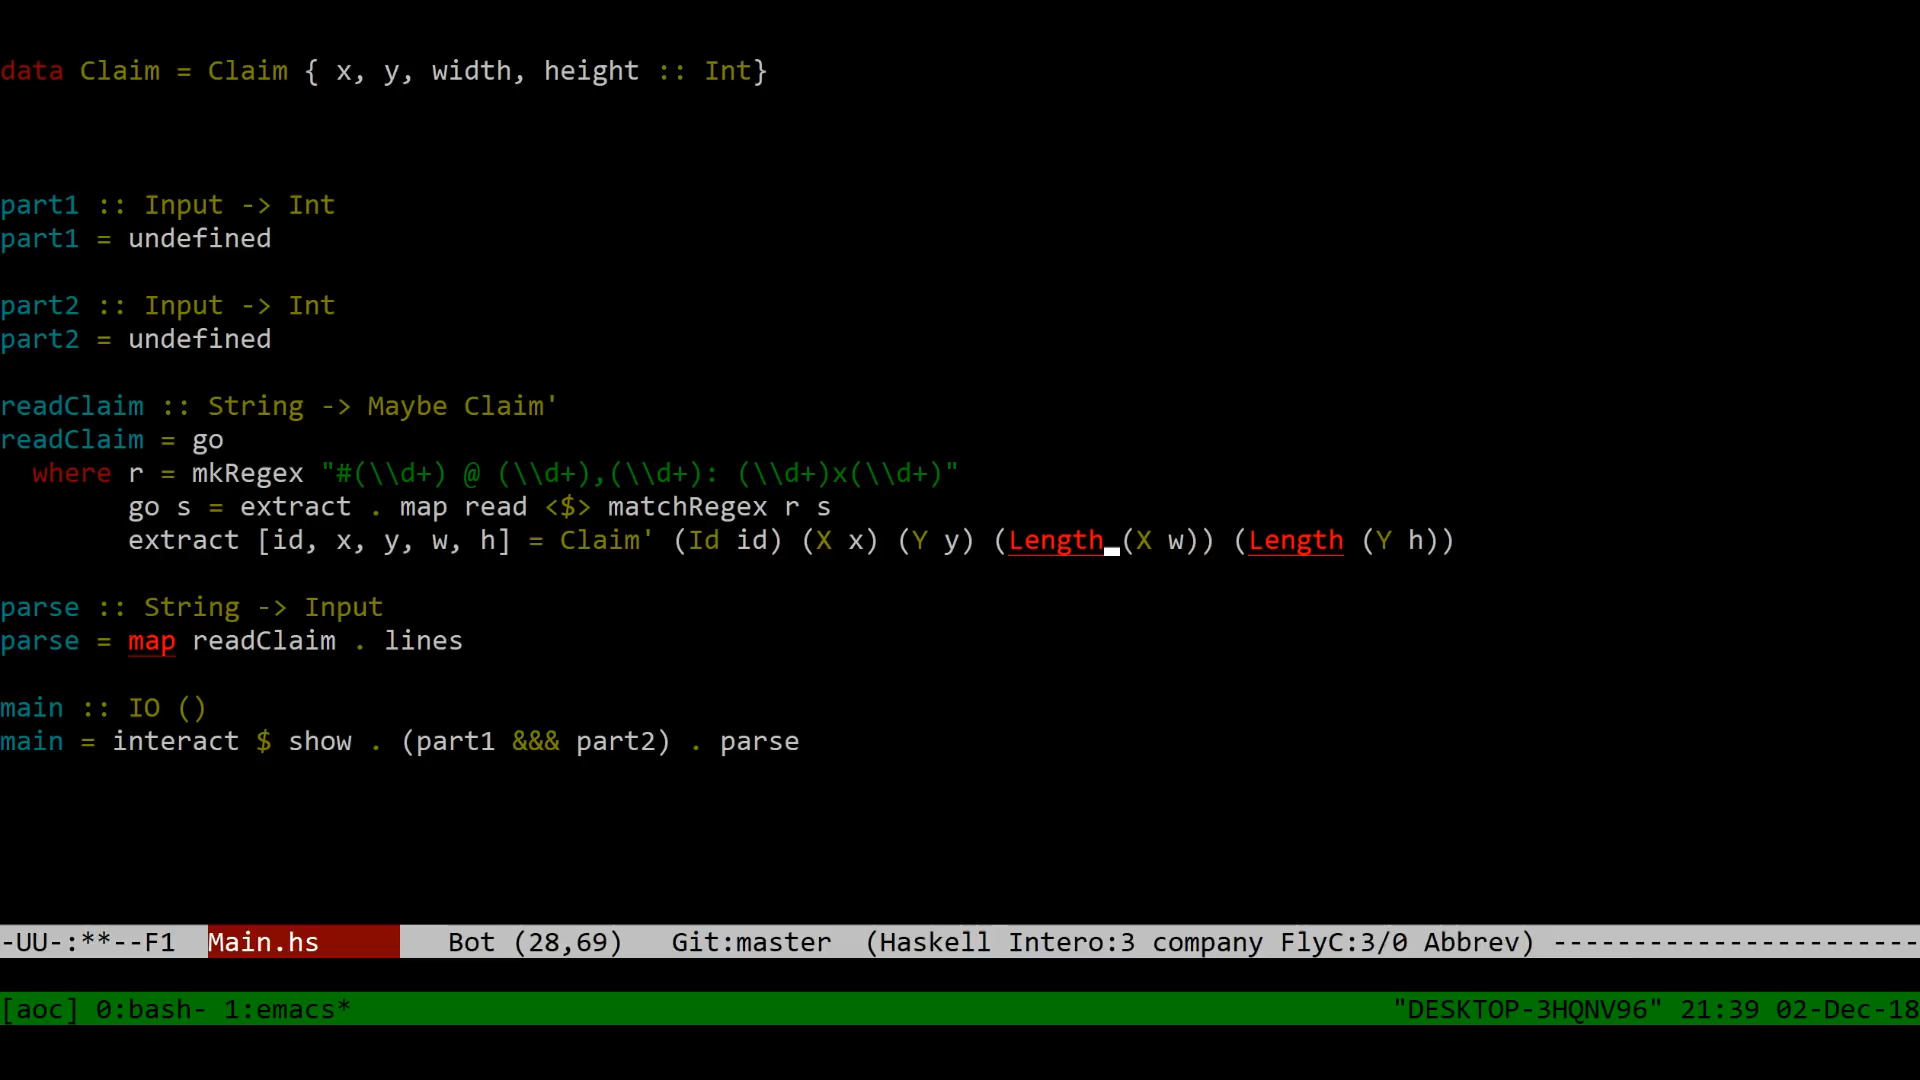 data Claim = Claim { x, y, width, height :: Int}
part1 :: Input -> Int
part1 = undefined
part2 :: Input -> Int
part2 = undefined
readClaim :: String -> Maybe Claim'
readClaim = go
  where r = mkRegex "#(\\d+) @ (\\d+),(\\d+): (\\d+)x(\\d+)"
        go s = extract . map read <$> matchRegex r s
        extract [id, x, y, w, h] = Claim' (Id id) (X x) (Y y) (Length (X w)) (Length (Y h))
parse :: String -> Input
parse = map readClaim . lines
main :: IO ()
main = interact $ show . (part1 &&& part2) . parse
-UU-:**--F1  Main.hs        Bot (28,69)   Git:master  (Haskell Intero:3 company FlyC:3/0 Abbrev) -----------------------
[aoc] 0:bash- 1:emacs* "DESKTOP-3HQNV96" 21:39 02-Dec-18